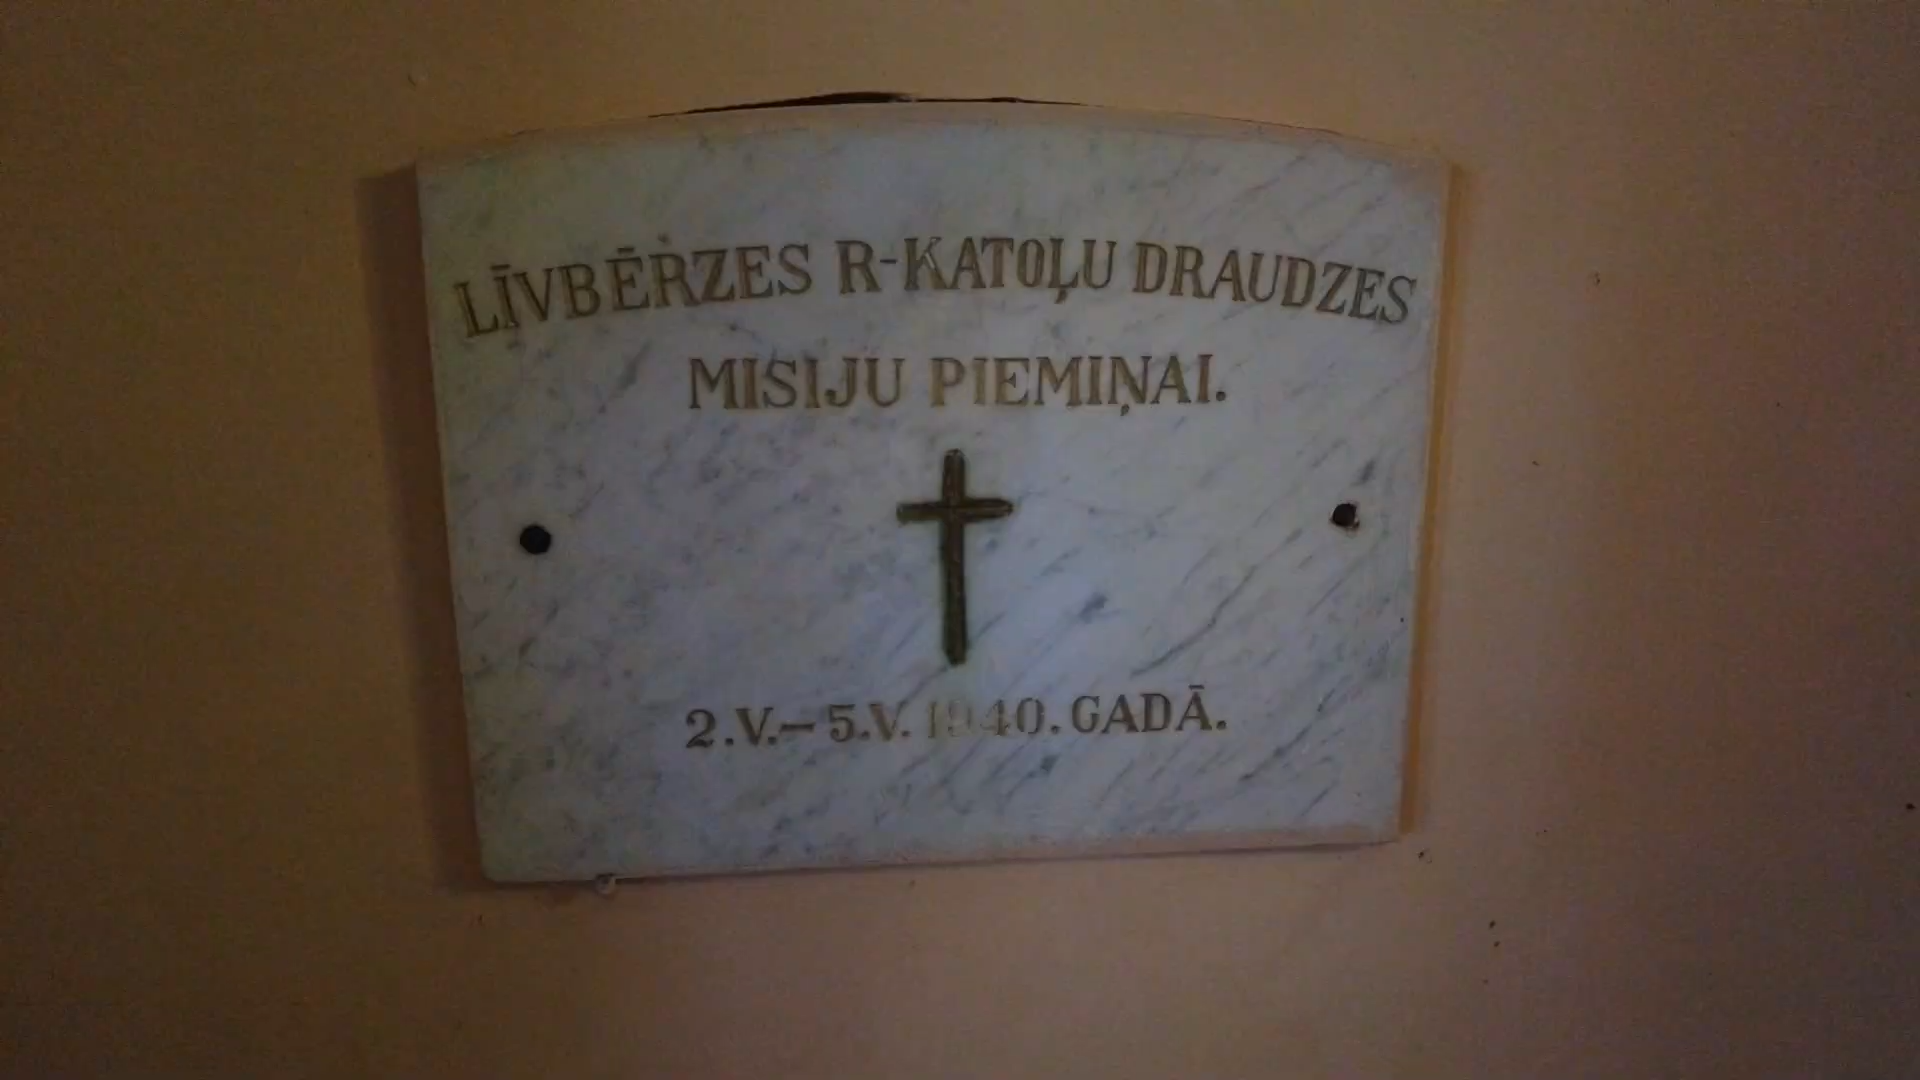 LĪVBĒRZES R-KATOĻU DRAUDZES
MISIJU PIEMIŅAI.
2.V.– 5.V. 1940. GADĀ.